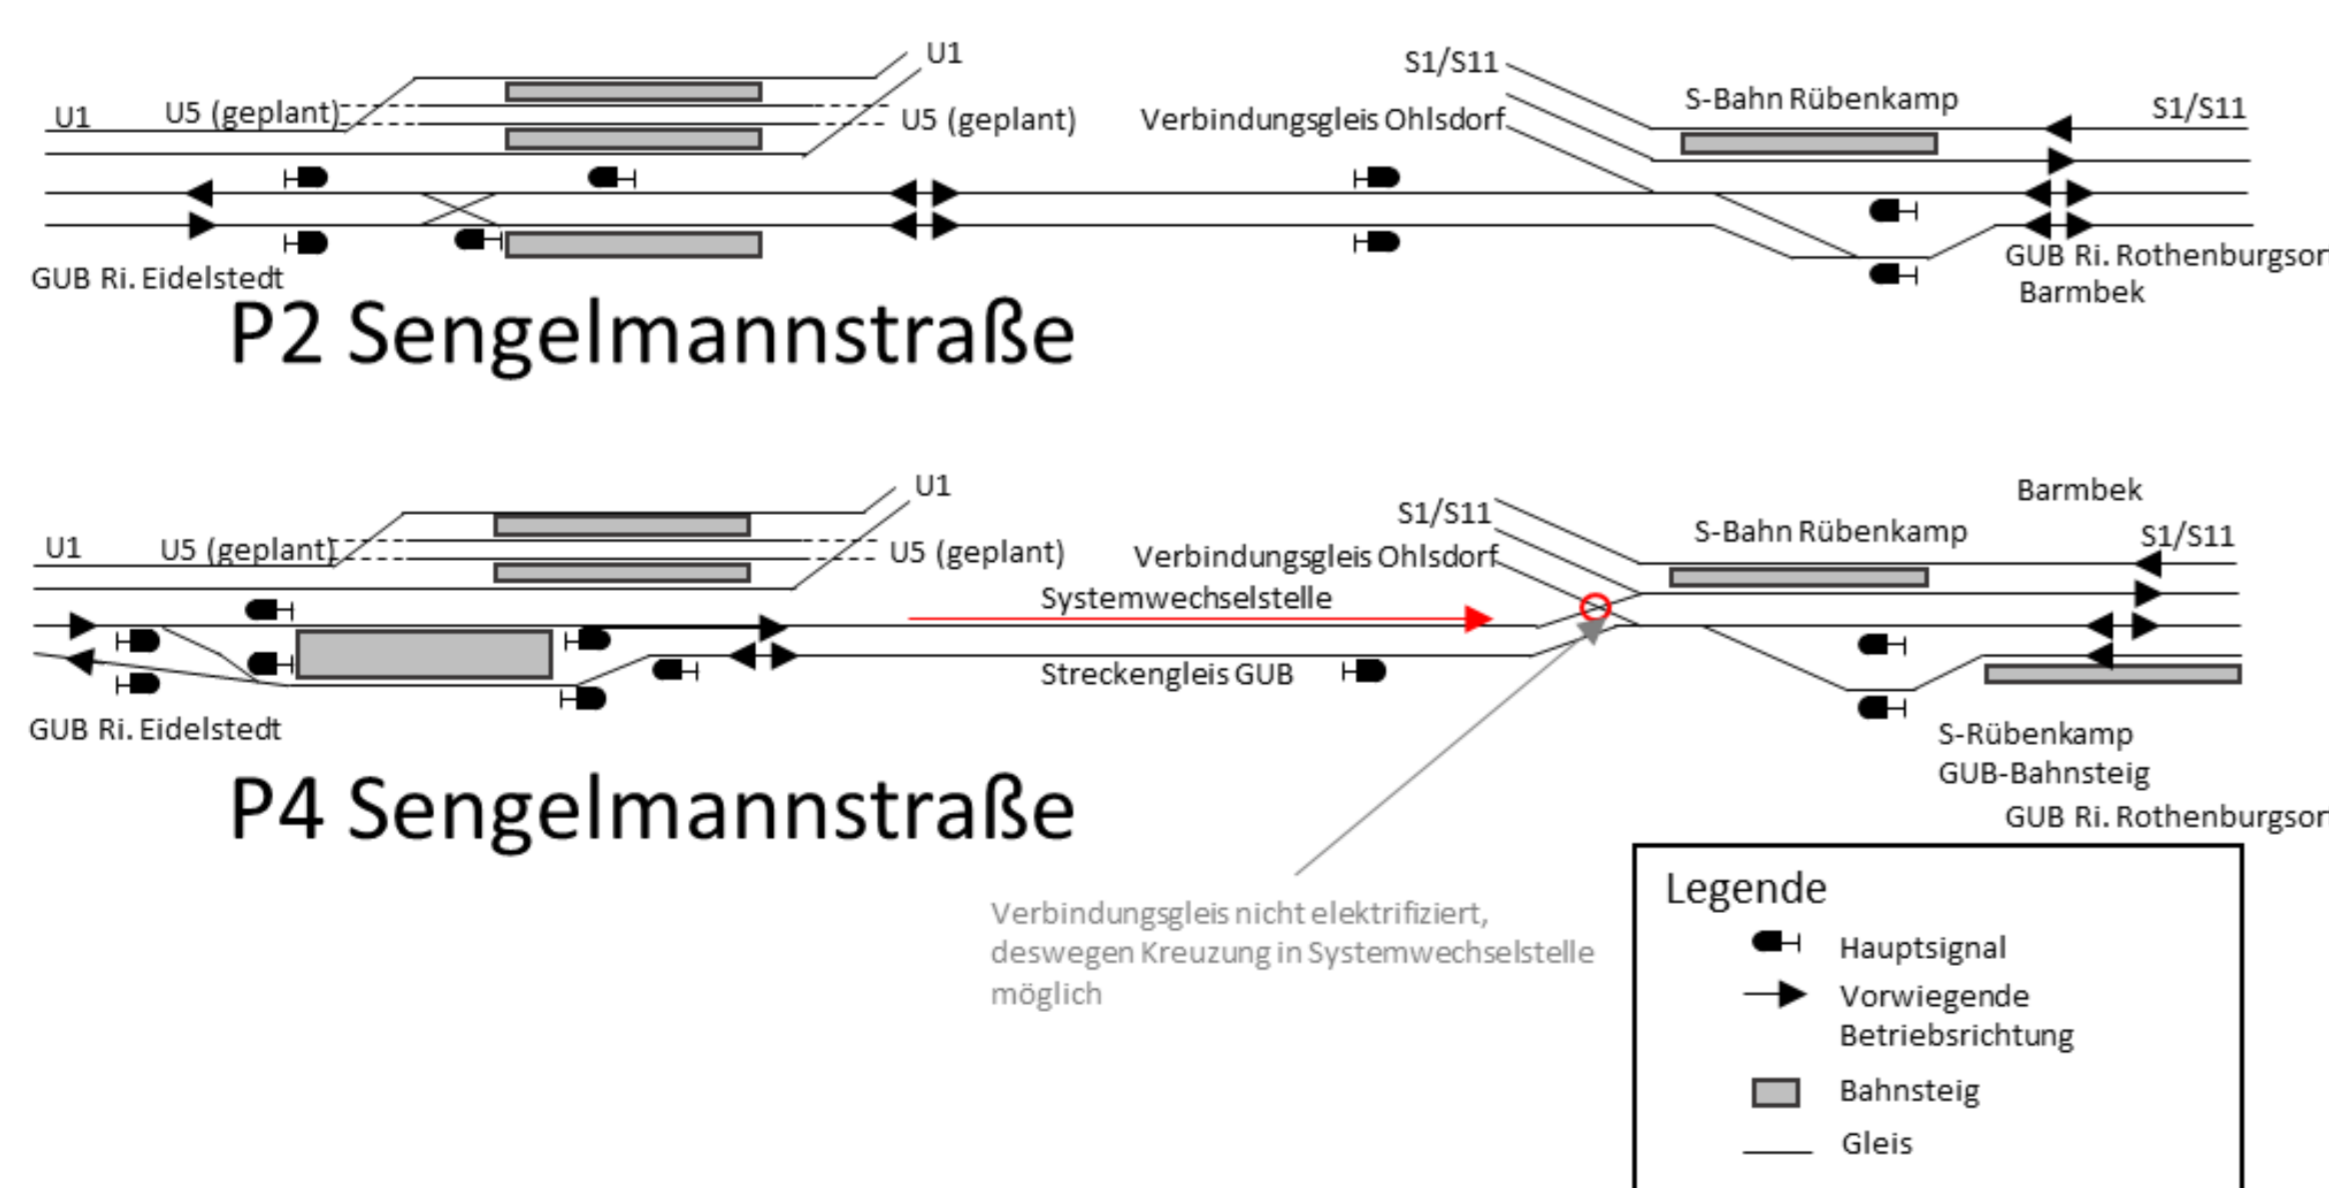 U1
S1/S11
U1
U5 (geplant)
U5 (geplant)
Verbindungsgleis Ohlsdorf
S-Bahn Rübenkamp
S1/S11
GUB Ri. Eidelstedt
GUB Ri. Rothenburgsor
Barmbek
P2 Sengelmannstraße
U1
S1/S11
Barmbek
U1
U5 (geplant)
U5 (geplant)
Verbindungsgleis Ohlsdorf
S-Bahn Rübenkamp
S1/S11
Systemwechselstelle
Streckengleis GUB
GUB Ri. Eidelstedt
S-Rübenkamp
GUB-Bahnsteig
GUB Ri. Rothenburgsor
P4 Sengelmannstraße
Verbindungsgleis nicht elektrifiziert,
deswegen Kreuzung in Systemwechselstelle
möglich
Legende
Hauptsignal
Vorwiegende
Betriebsrichtung
Bahnsteig
Gleis